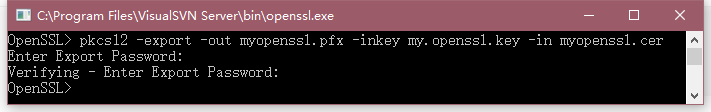 C:\Program Files\VisualSVN Server\bin\openssl.exe
OpenSSL> pkcs12 -export -out myopenssl.pfx -inkey my.openssl.key -in myopenssl.cer
Enter Export Password:
Verifying - Enter Export Password:
OpenSSL>